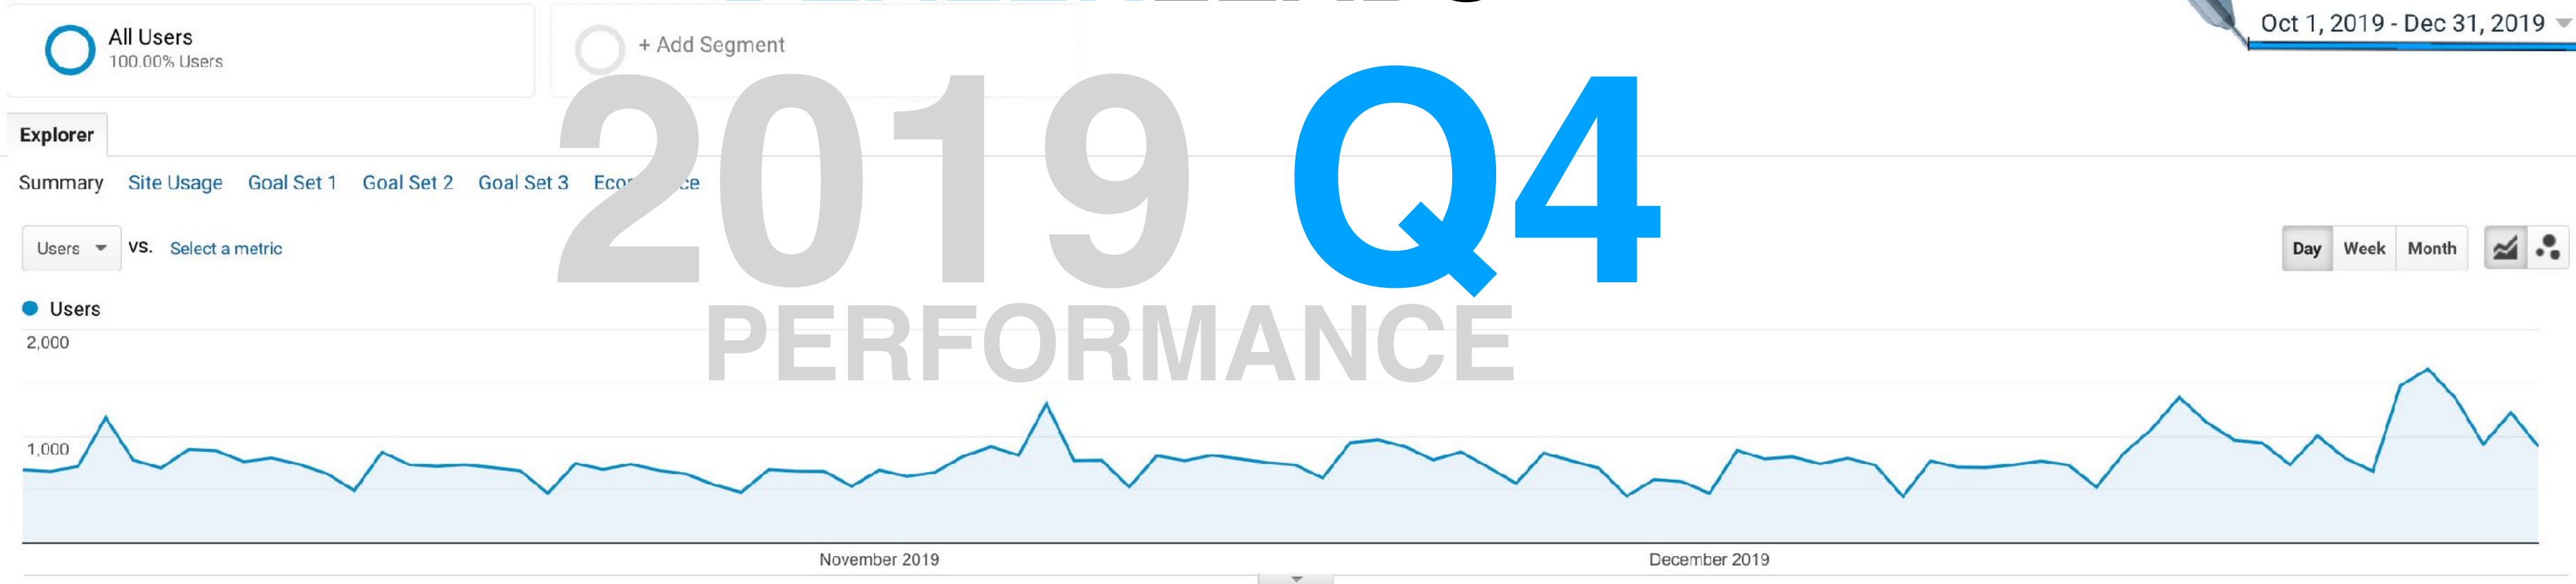 All Users
100.00% Users
+ Add Segment
Oct 1, 2019 - Dec 31, 2019
2019 Q4
PERFORMANCE
Explorer
Summary Site Usage Goal Set 1 Goal Set 2 Goal Set 3
Users VS. Select a metric
Day Week Month
Users
2,000
1,000
November 2019
December 2019